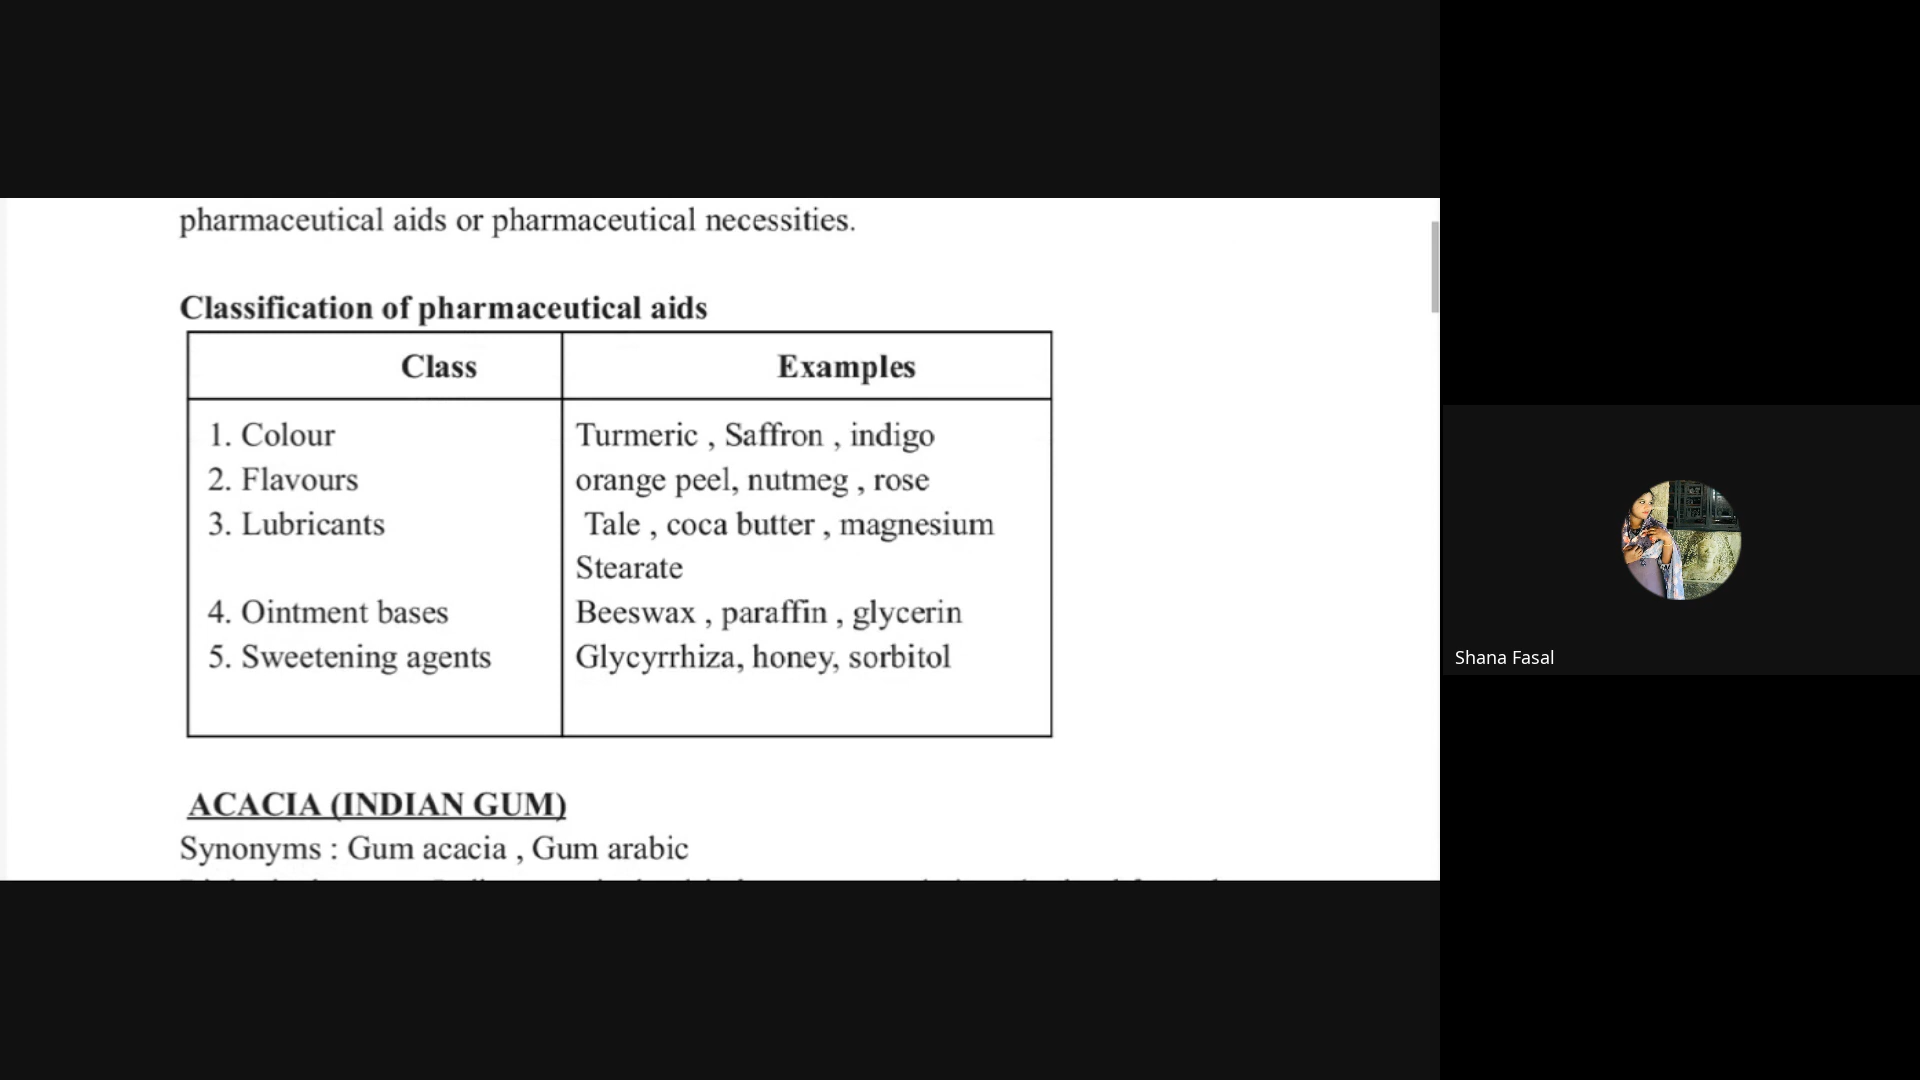 pharmaceutical aids or pharmaceutical necessities.
Classification of pharmaceutical aids
Class Examples
1. Colour Turmeric , Saffron , indigo
2. Flavours orange peel, nutmeg , rose
3. Lubricants Tale , coca butter , magnesium
Stearate
4. Ointment bases Beeswax , paraffin , glycerin
5. Sweetening agents Glycyrrhiza, honey, sorbitol
ACACIA (INDIAN GUM)
Synonyms : Gum acacia , Gum arabic
Shana Fasal